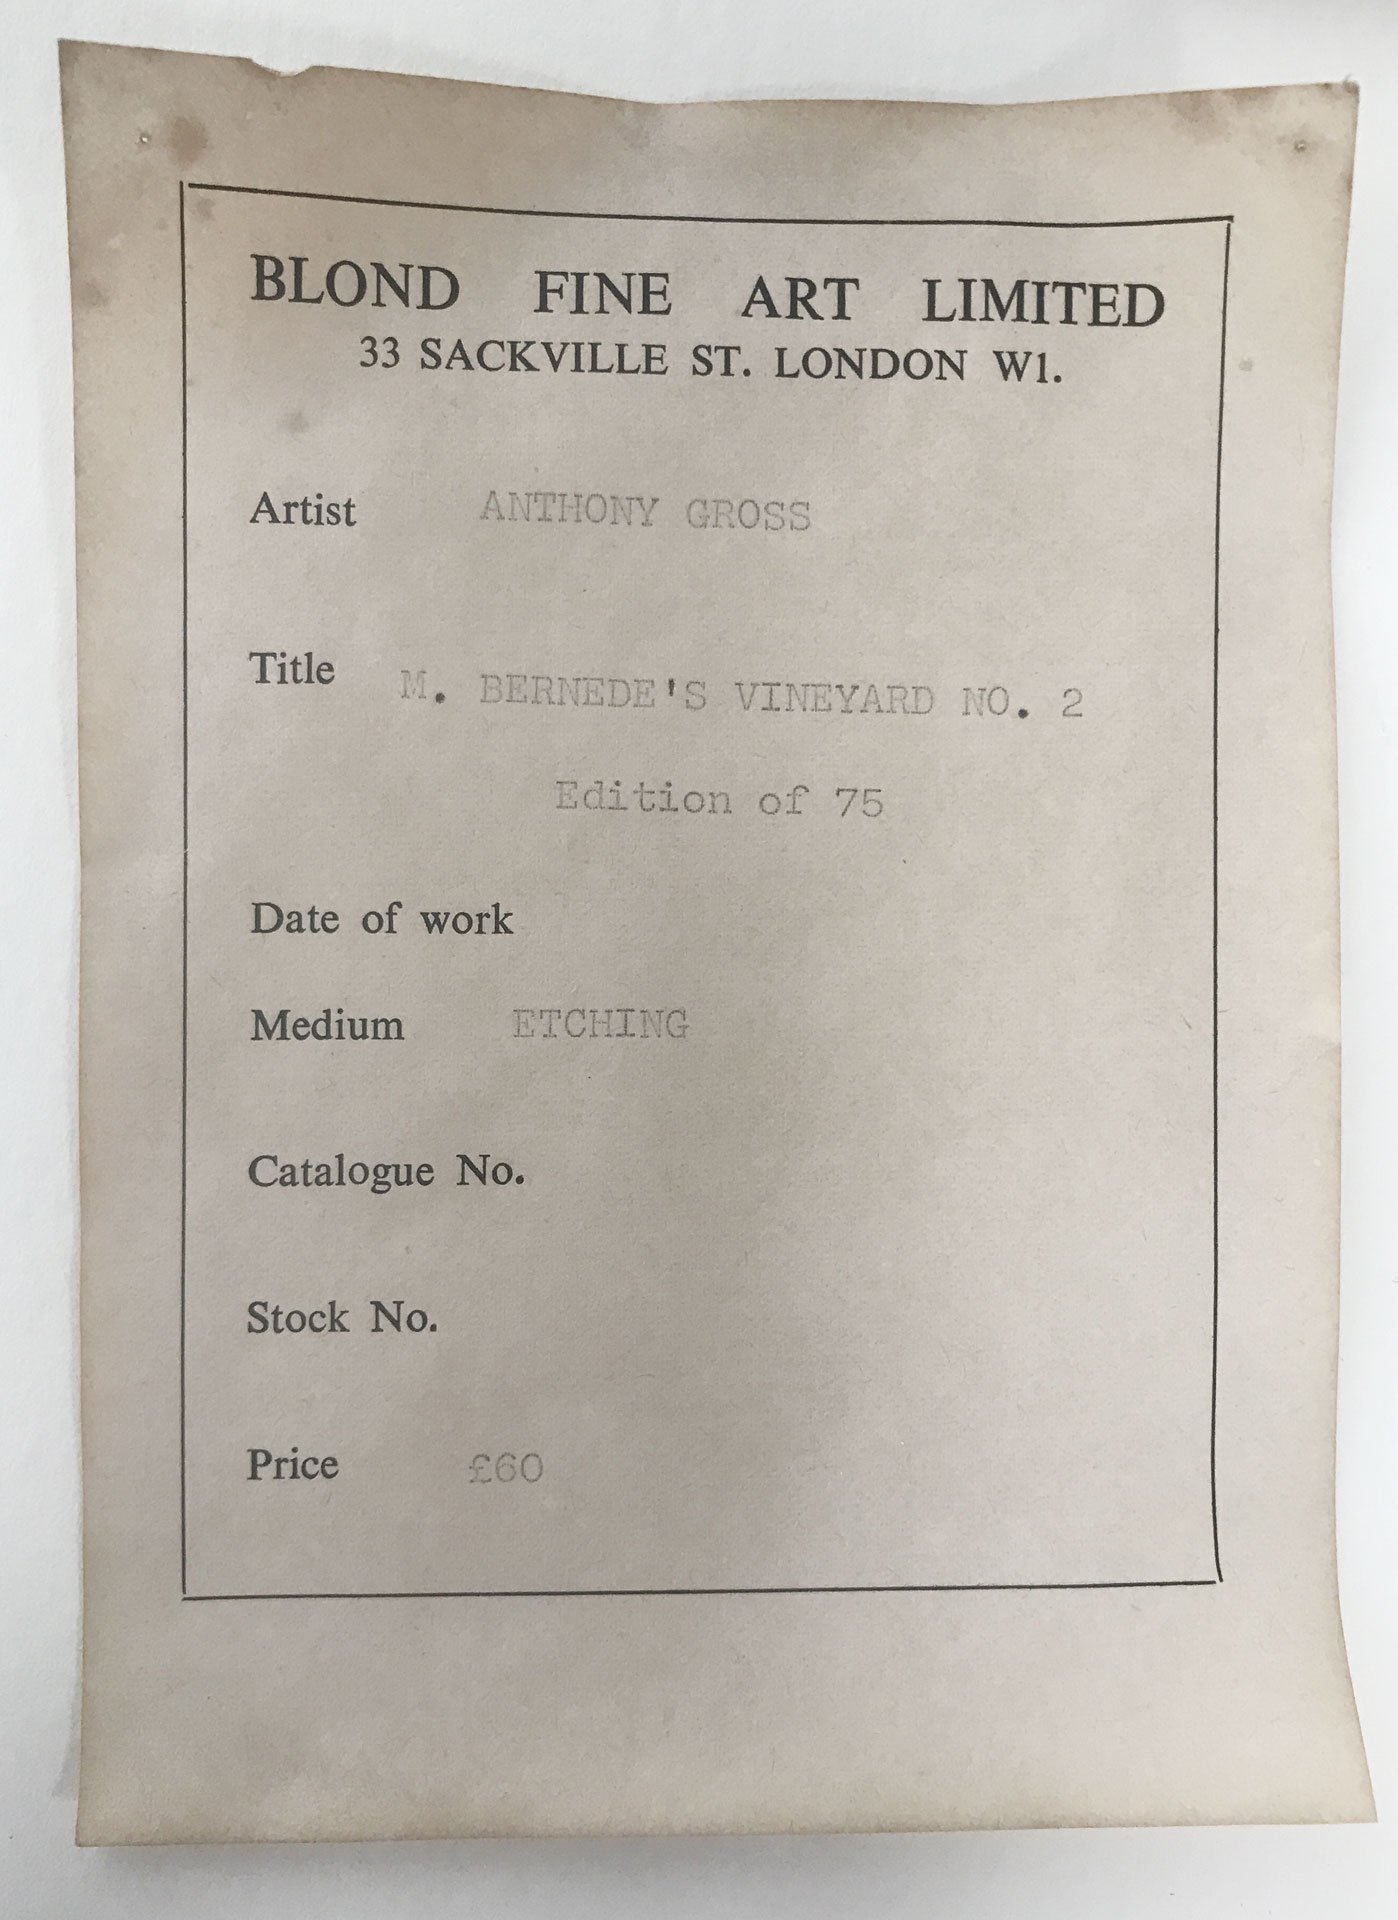 BLOND FINE ART LIMITED
33 SACKVILLE ST. LONDON W1.
Artist ANTHONY GROSS
Title M. BERNEDE'S VINEYARD NO. 2
Edition of 75
Date of work
Medium ETCHING
Catalogue No.
Stock No.
Price £60